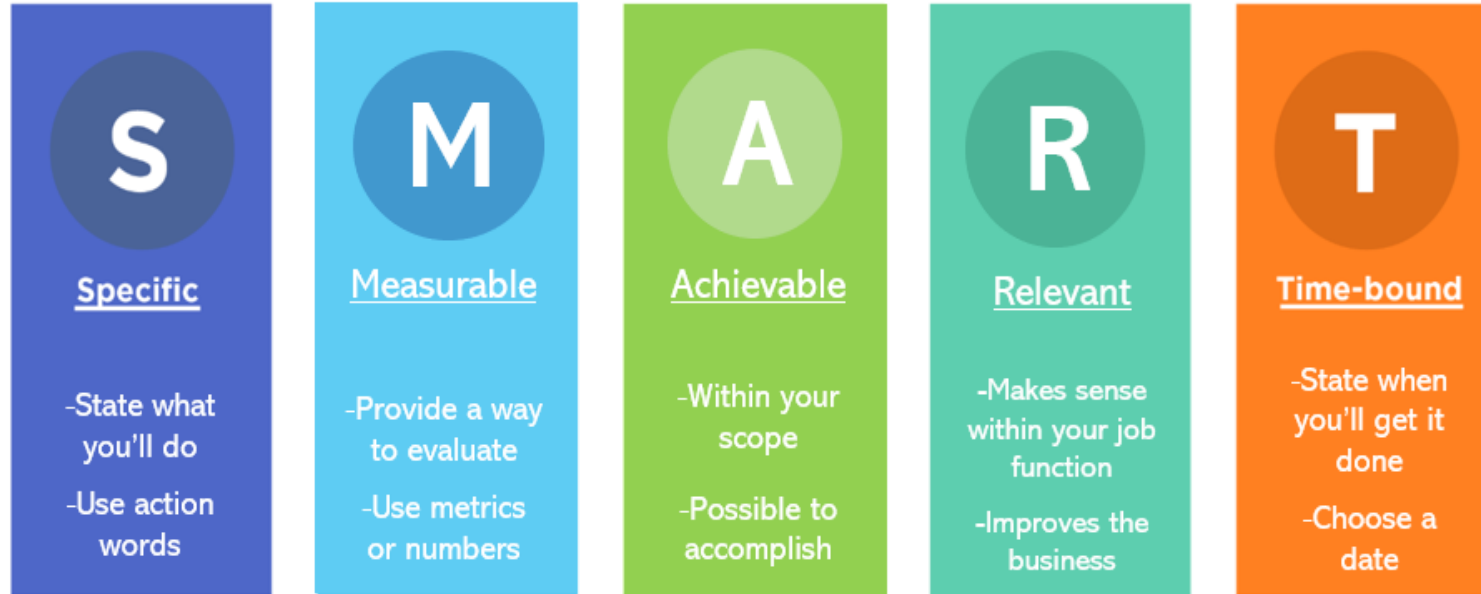 S
Specific
-State what
you'll do
-Use action
words
M
Measurable
-Provide a way
to evaluate
-Use metrics
or numbers
A
Achievable
-Within your
scope
-Possible to
accomplish
R
Relevant
-Makes sense
within your job
function
-Improves the
business
T
Time-bound
-State when
you'll get it
done
-Choose a
date